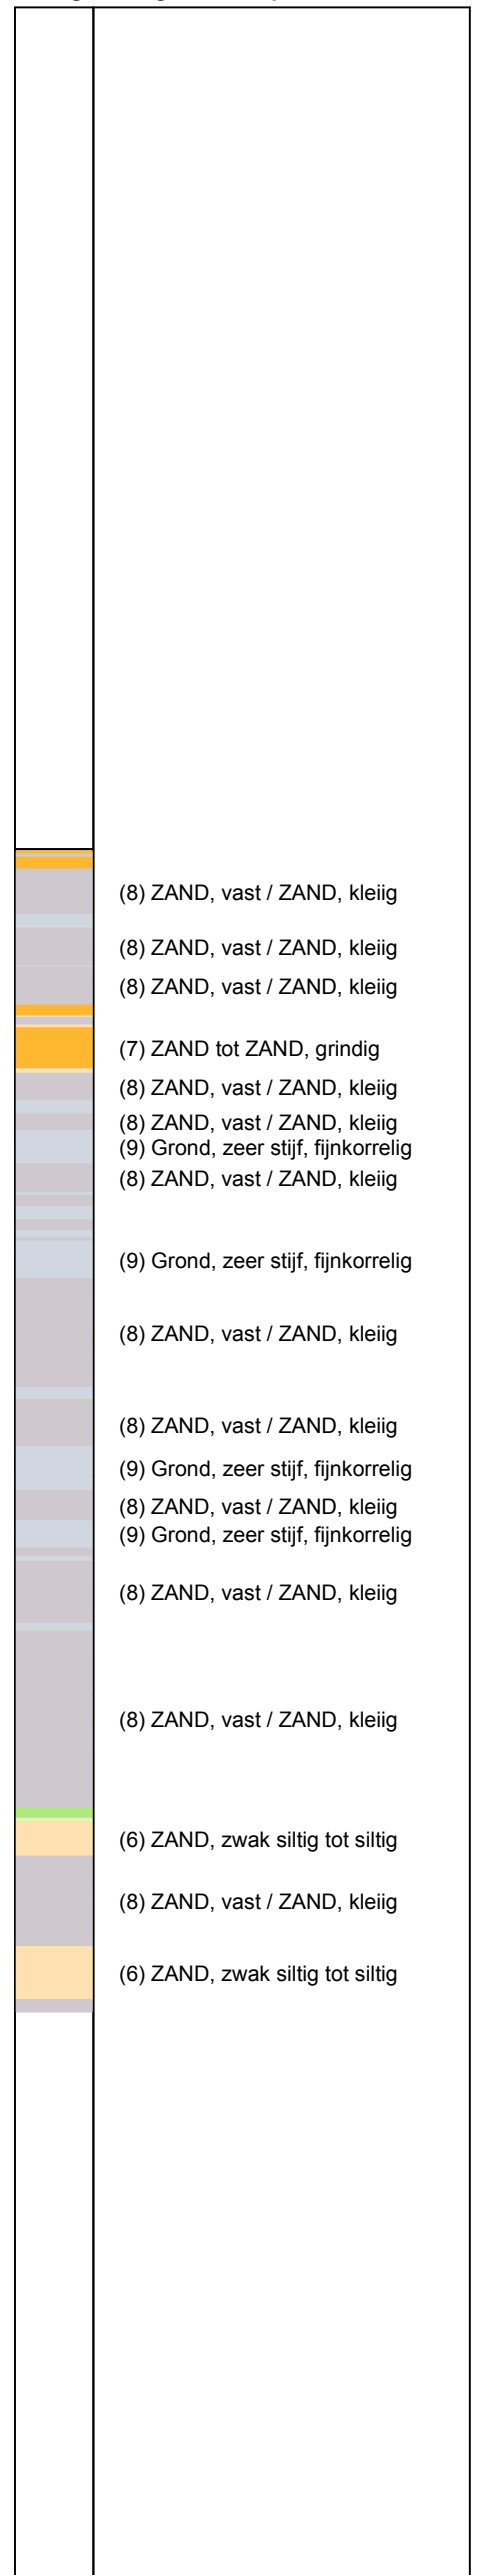 (8) ZAND, vast / ZAND, kleiig
(8) ZAND, vast / ZAND, kleiig
(8) ZAND, vast / ZAND, kleiig
(7) ZAND tot ZAND, grindig
(8) ZAND, vast / ZAND, kleiig
(8) ZAND, vast / ZAND, kleiig
(9) Grond, zeer stijf, fijnkorrelig
(8) ZAND, vast / ZAND, kleiig
(9) Grond, zeer stijf, fijnkorrelig
(8) ZAND, vast / ZAND, kleiig
(8) ZAND, vast / ZAND, kleiig
(9) Grond, zeer stijf, fijnkorrelig
(8) ZAND, vast / ZAND, kleiig
(9) Grond, zeer stijf, fijnkorrelig
(8) ZAND, vast / ZAND, kleiig
(8) ZAND, vast / ZAND, kleiig
(6) ZAND, zwak siltig tot siltig
(8) ZAND, vast / ZAND, kleiig
(6) ZAND, zwak siltig tot siltig